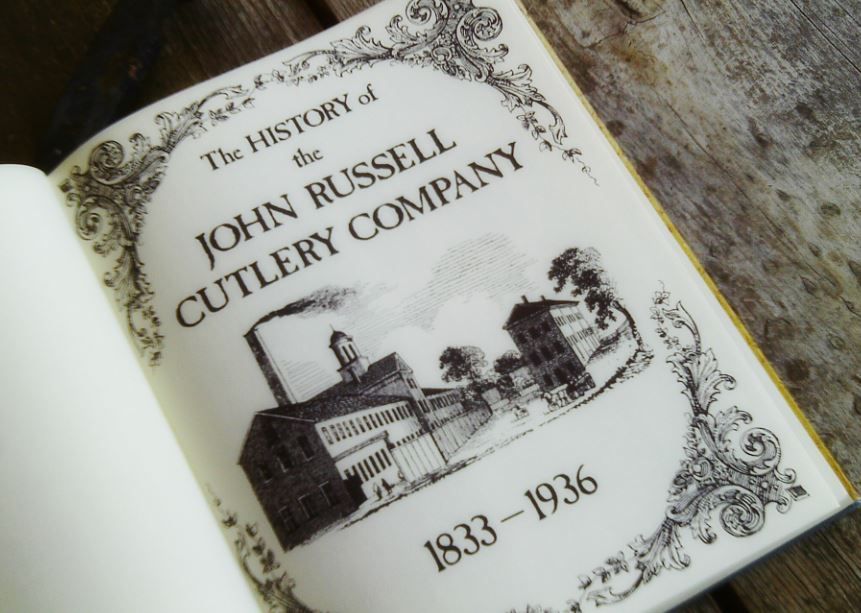 The HISTORY of
the
JOHN RUSSELL
CUTLERY COMPANY
1833–1936